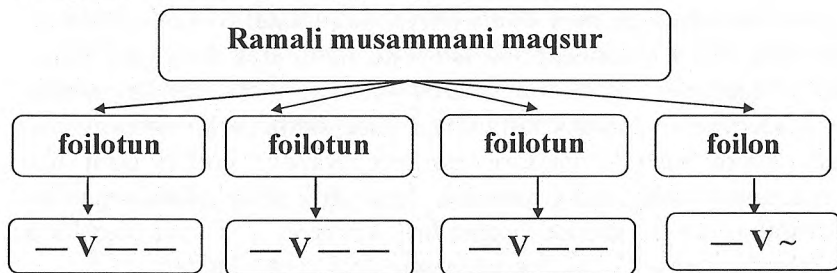 Ramali musammani maqsur
foilotun foilotun foilotun foilon
— V — — — V — — — V — — — V ~